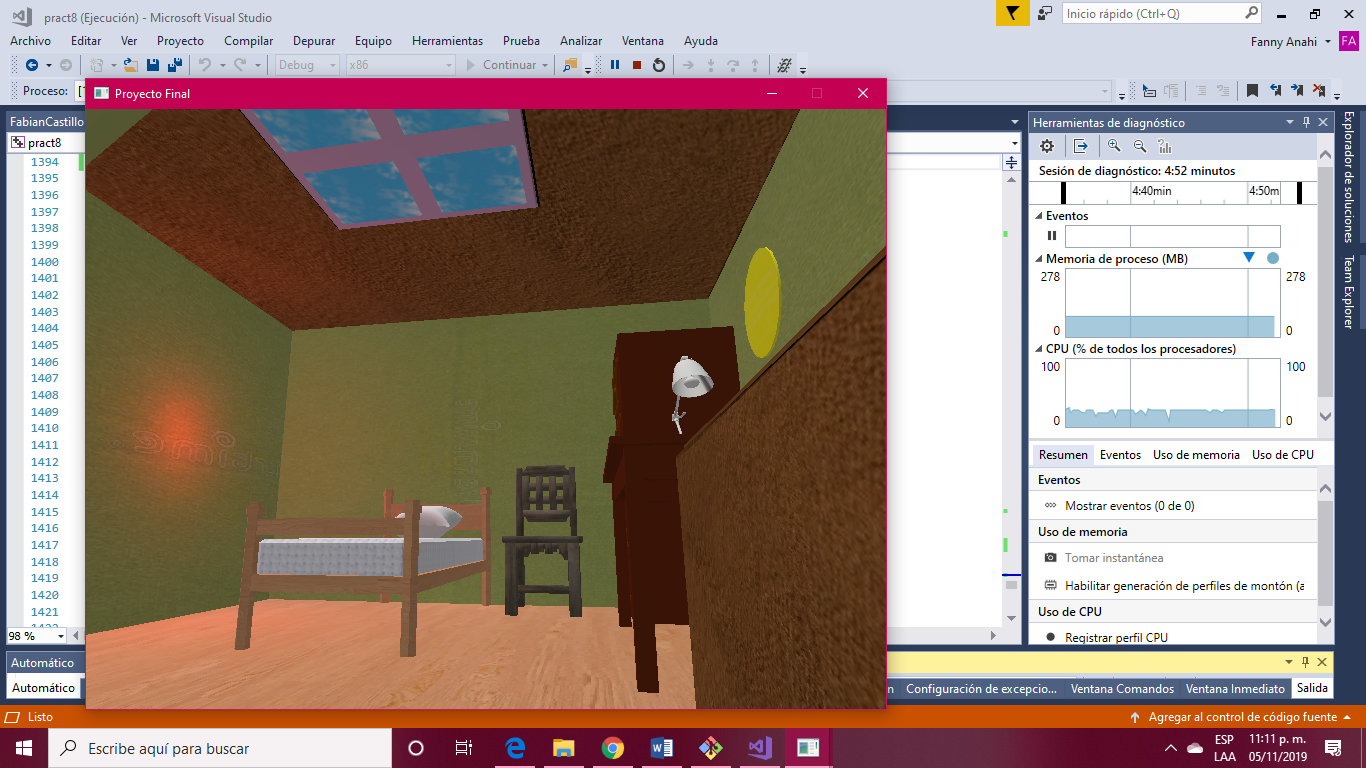 pract8 (Ejecución) - Microsoft Visual Studio
Inicio rápido (Ctrl+Q)
Archivo Editar Ver Proyecto Compilar Depurar Equipo Herramientas Prueba Analizar Ventana Ayuda
Fanny Anahi FA
Debug x86 Continuar
Proceso: [
Proyecto Final
FabianCastillo
pract8
1394
1395
1396
1397
1398
1399
1400
1401
1402
1403
1404
1405
1406
1407
1408
1409
1410
1411
1412
1413
1414
1415
1416
1417
1418
1419
1420
1421
98 %
Herramientas de diagnóstico
Sesión de diagnóstico: 4:52 minutos
4:40min 4:50m
Eventos
Memoria de proceso (MB)
278 278
0 0
CPU (% de todos los procesadores)
100 100
0 0
Resumen Eventos Uso de memoria Uso de CPU
Eventos
Mostrar eventos (0 de 0)
Uso de memoria
Tomar instantánea
Habilitar generación de perfiles de montón (a
Uso de CPU
Registrar perfil CPU
Explorador de soluciones
Team Explorer
Automático
Automático
n Configuración de excepcio... Ventana Comandos Ventana Inmediato Salida
Listo
Agregar al control de código fuente
Escribe aquí para buscar
ESP 11:11 p. m.
LAA 05/11/2019